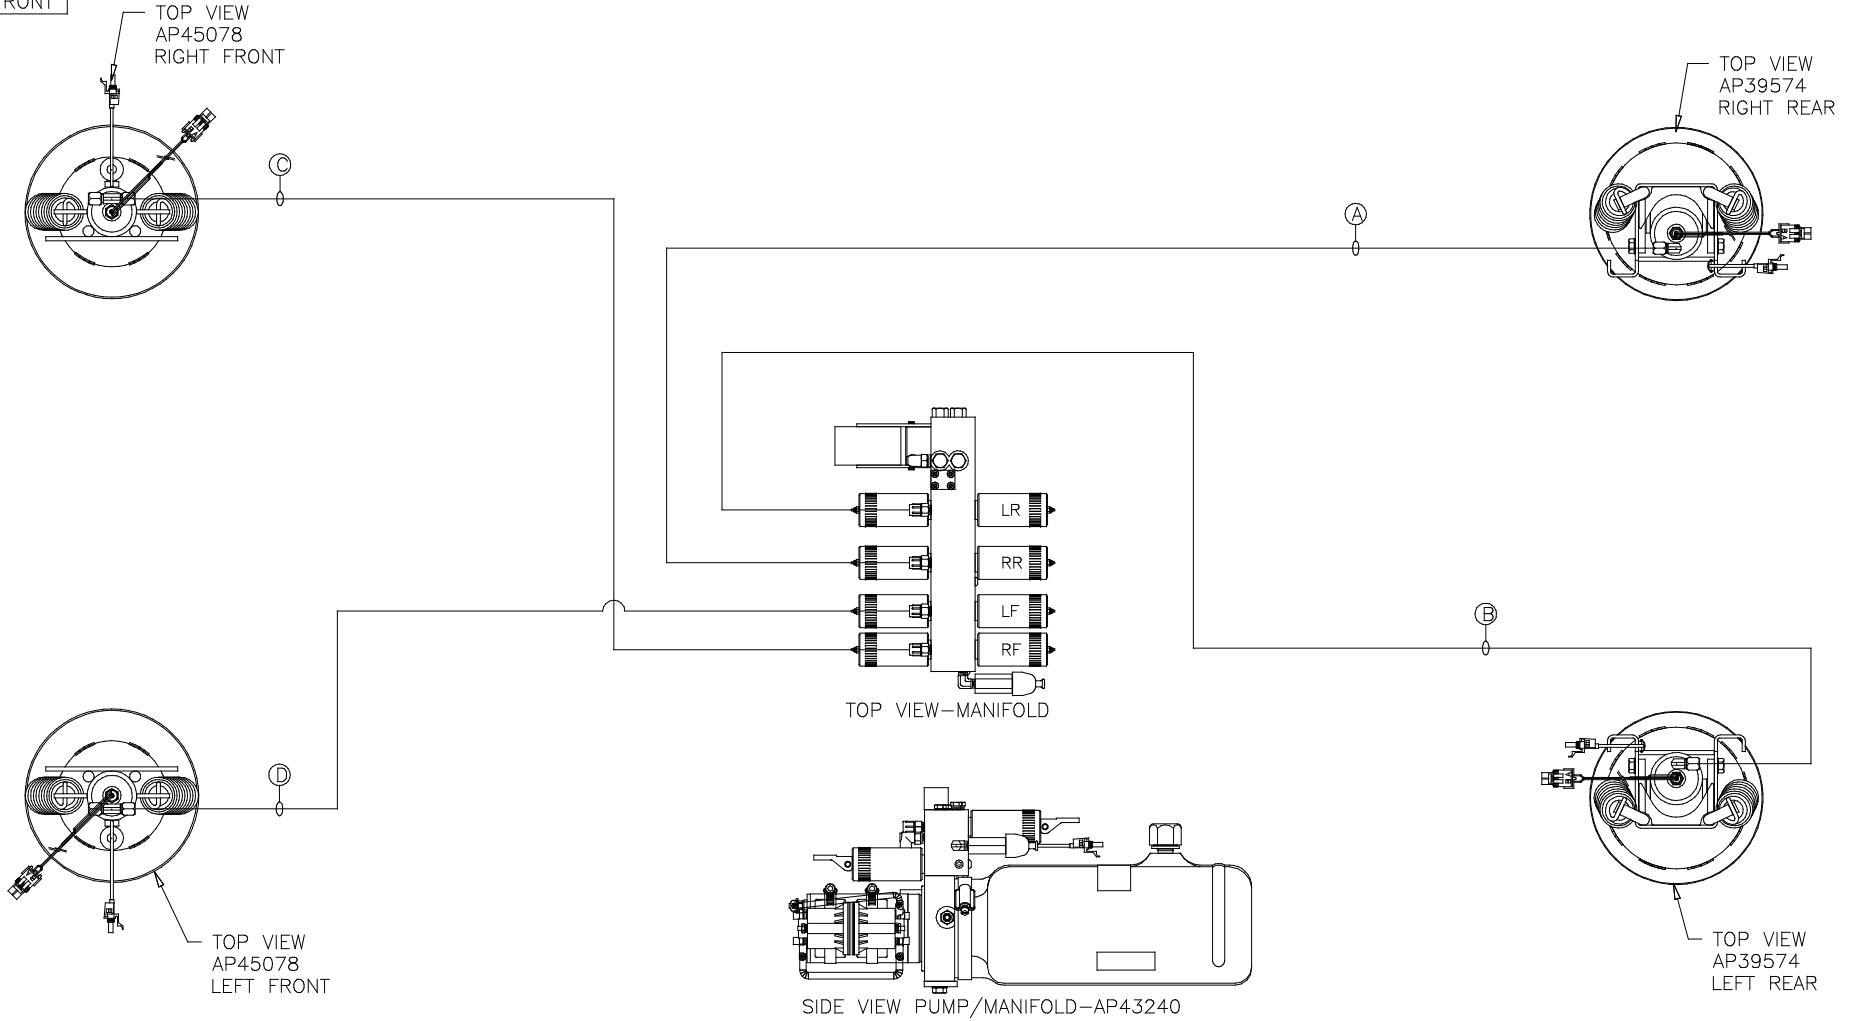 RONT
TOP VIEW
AP45078
RIGHT FRONT
TOP VIEW
AP39574
RIGHT REAR
C
A
LR
RR
LF
RF
B
TOP VIEW-MANIFOLD
D
TOP VIEW
AP45078
LEFT FRONT
TOP VIEW
AP39574
LEFT REAR
SIDE VIEW PUMP/MANIFOLD-AP43240